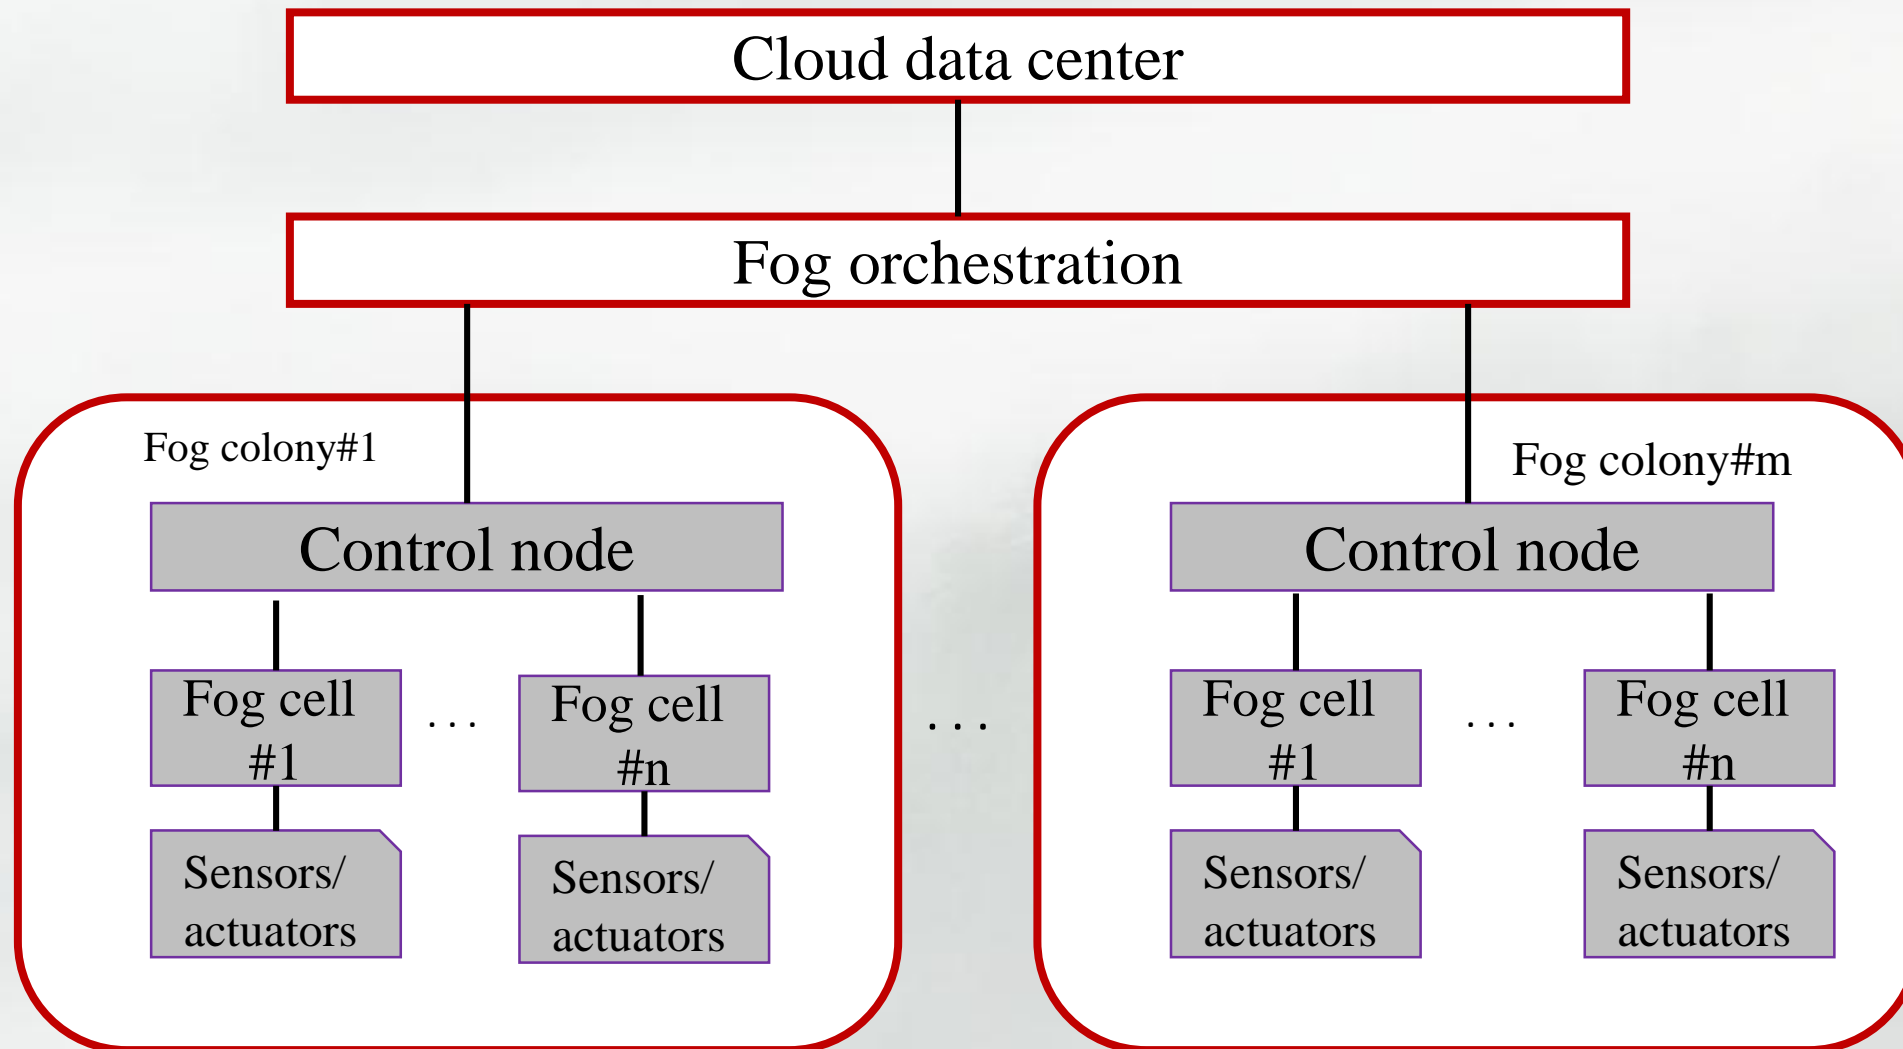 Cloud data center
Fog orchestration
Fog colony#1
Control node
Fog cell
#1
. . .
Fog cell
#n
Sensors/
actuators
Sensors/
actuators
. . .
Fog colony#m
Control node
Fog cell
#1
. . .
Fog cell
#n
Sensors/
actuators
Sensors/
actuators